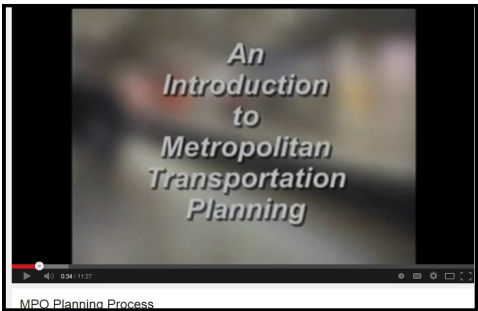 An
Introduction
to
Metropolitan
Transportation
Planning
0:34 / 11:27
MPO Planning Process